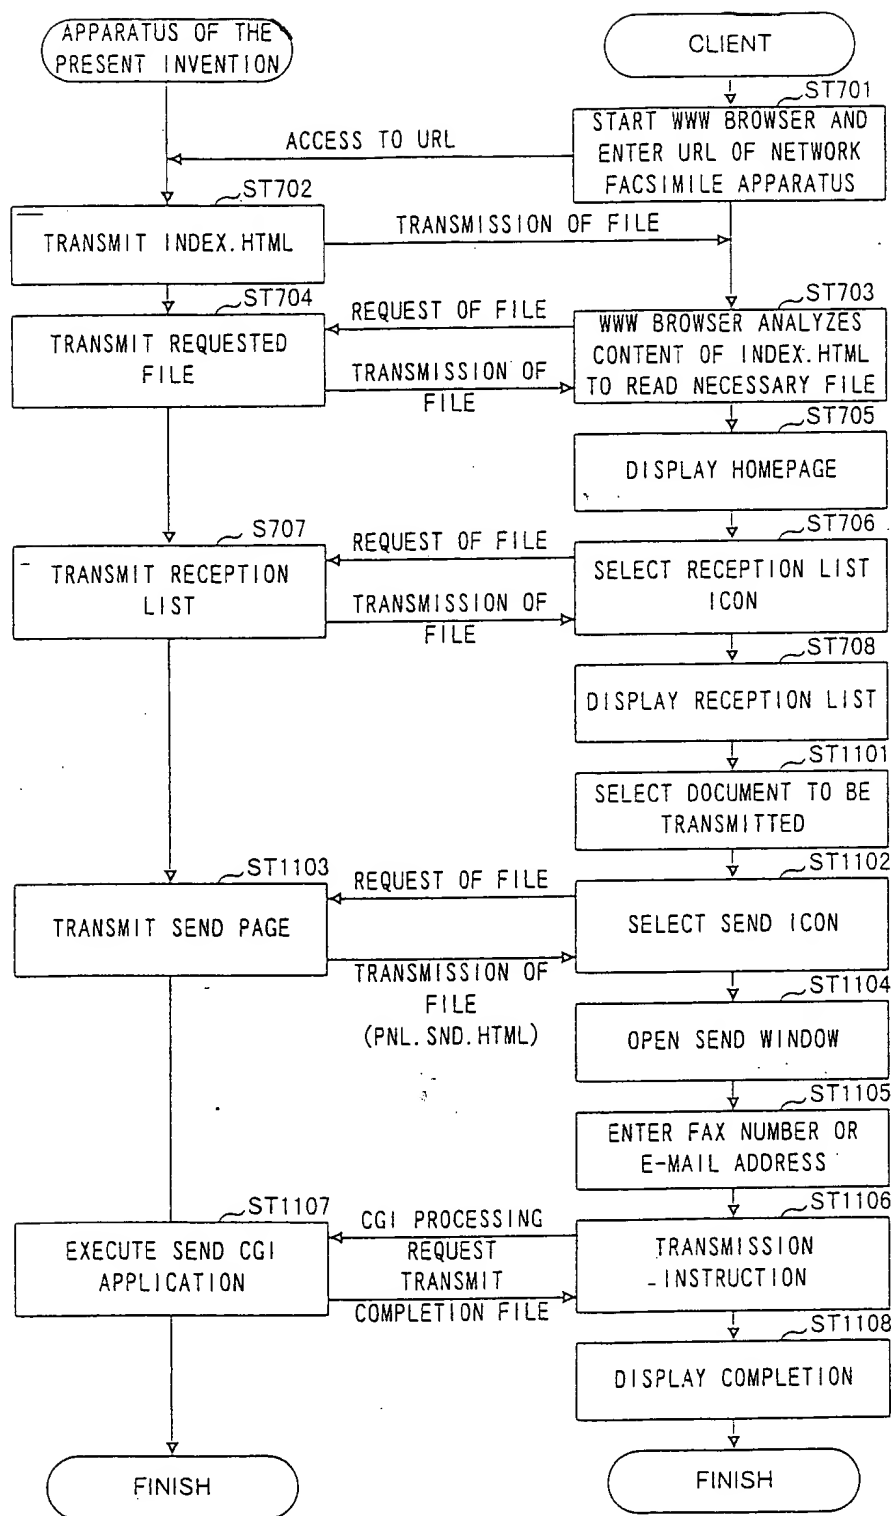 APPARATUS OF THE
PRESENT INVENTION
CLIENT
ST701
START WWW BROWSER AND
ENTER URL OF NETWORK
FACSIMILE APPARATUS
ACCESS TO URL
ST702
TRANSMIT INDEX.HTML
TRANSMISSION OF FILE
ST703
WWW BROWSER ANALYZES
CONTENT OF INDEX.HTML
TO READ NECESSARY FILE
ST704
TRANSMIT REQUESTED
FILE
REQUEST OF FILE
TRANSMISSION OF
FILE
ST705
DISPLAY HOMEPAGE
ST706
SELECT RECEPTION LIST
ICON
S707
TRANSMIT RECEPTION
LIST
REQUEST OF FILE
TRANSMISSION OF
FILE
ST708
DISPLAY RECEPTION LIST
ST1101
SELECT DOCUMENT TO BE
TRANSMITTED
ST1102
SELECT SEND ICON
ST1103
TRANSMIT SEND PAGE
REQUEST OF FILE
TRANSMISSION OF
FILE
(PNL.SND.HTML)
ST1104
OPEN SEND WINDOW
ST1105
ENTER FAX NUMBER OR
E-MAIL ADDRESS
ST1106
TRANSMISSION
INSTRUCTION
ST1107
EXECUTE SEND CGI
APPLICATION
CGI PROCESSING
REQUEST
TRANSMIT
COMPLETION FILE
ST1108
DISPLAY COMPLETION
FINISH
FINISH